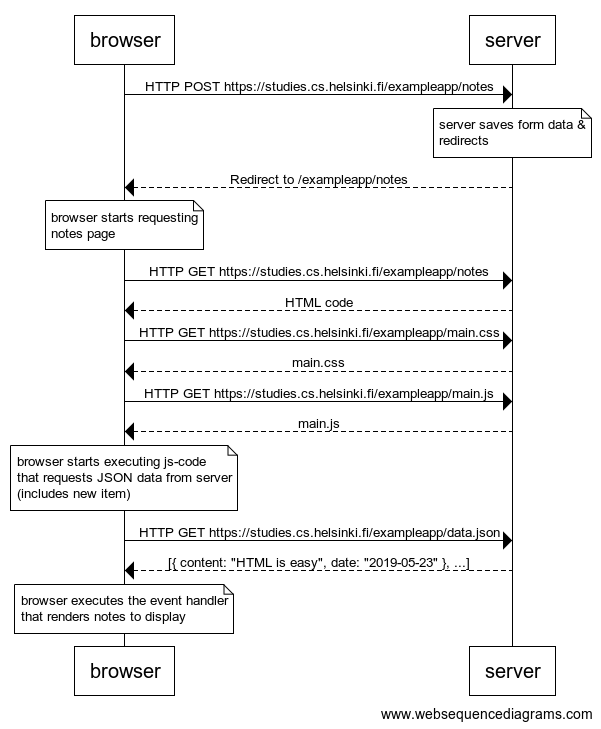 browser
server
HTTP POST https://studies.cs.helsinki.fi/exampleapp/notes
server saves form data &
redirects
Redirect to /exampleapp/notes
browser starts requesting
notes page
HTTP GET https://studies.cs.helsinki.fi/exampleapp/notes
HTML code
HTTP GET https://studies.cs.helsinki.fi/exampleapp/main.css
main.css
HTTP GET https://studies.cs.helsinki.fi/exampleapp/main.js
main.js
browser starts executing js-code
that requests JSON data from server
(includes new item)
HTTP GET https://studies.cs.helsinki.fi/exampleapp/data.json
[{ content: "HTML is easy", date: "2019-05-23" }, ...]
browser executes the event handler
that renders notes to display
browser
server
www.websequencediagrams.com